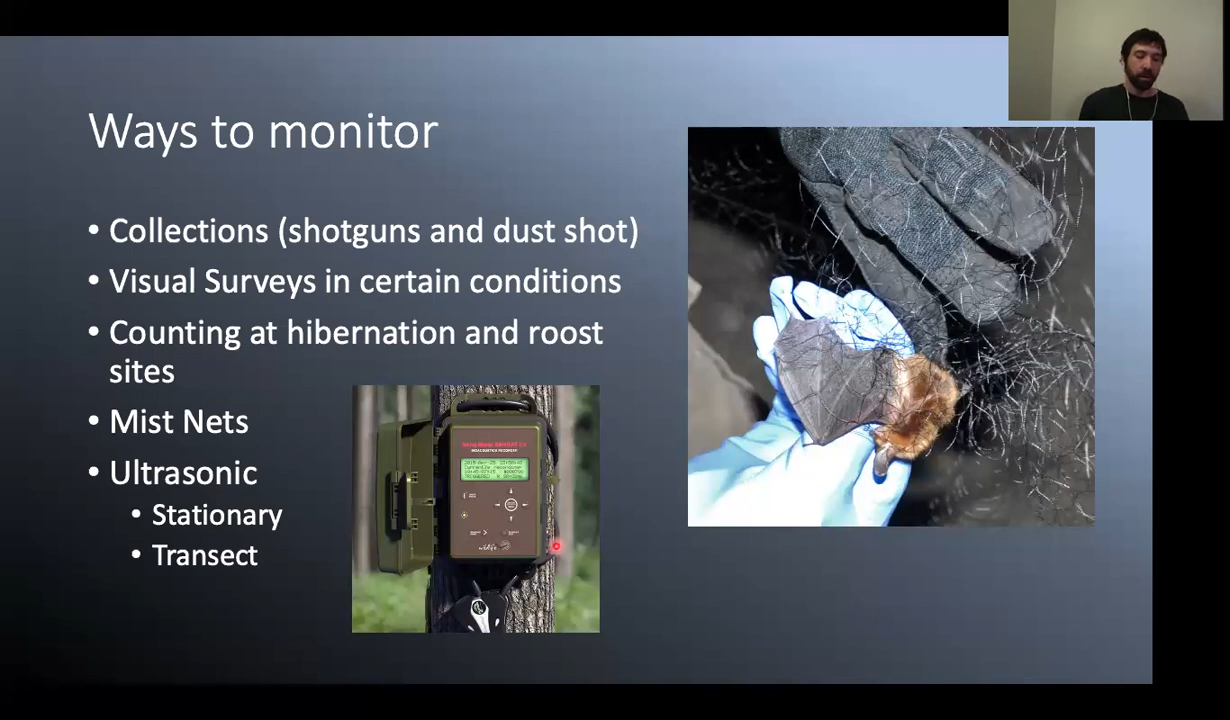 Ways to monitor
• Collections (shotguns and dust shot)
• Visual Surveys in certain conditions
• Counting at hibernation and roost
sites
• Mist Nets
• Ultrasonic
• Stationary
• Transect